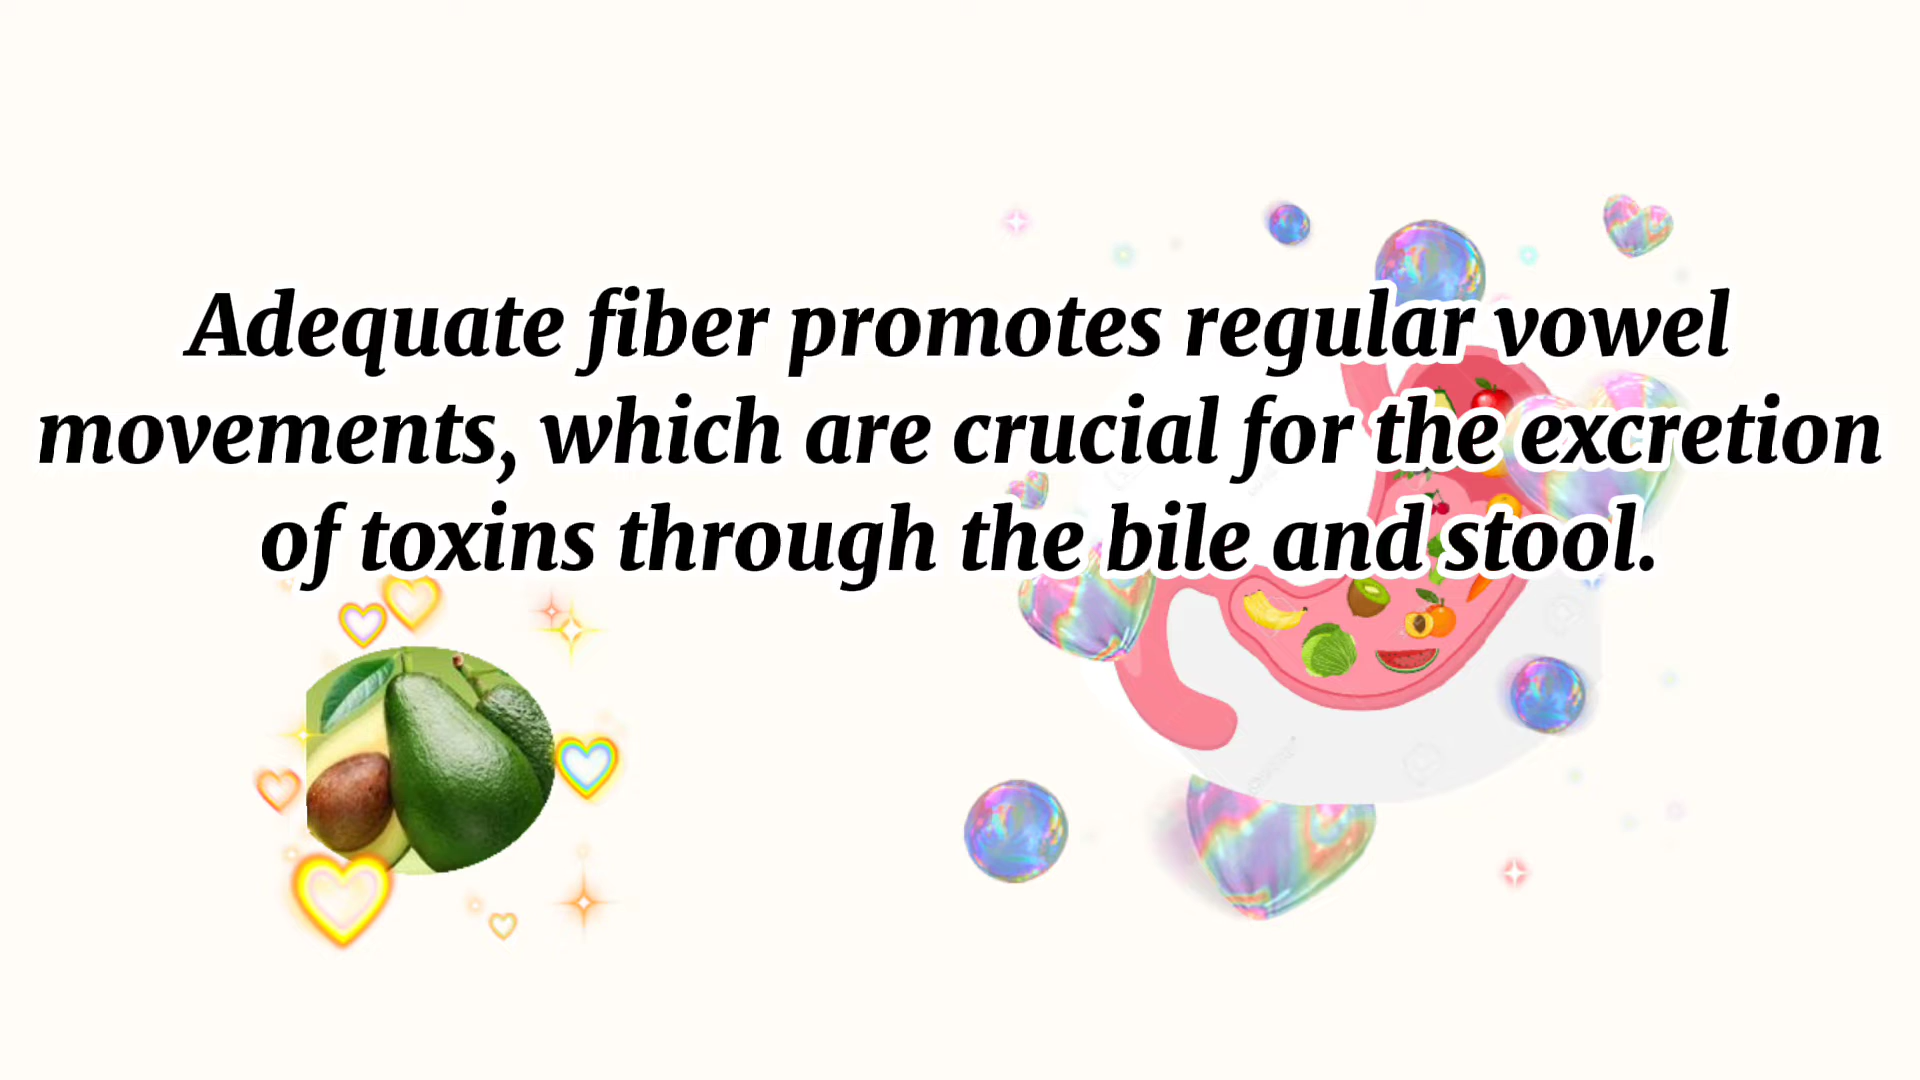 Adequate fiber promotes regular vowel
movements, which are crucial for the excretion
of toxins through the bile and stool.